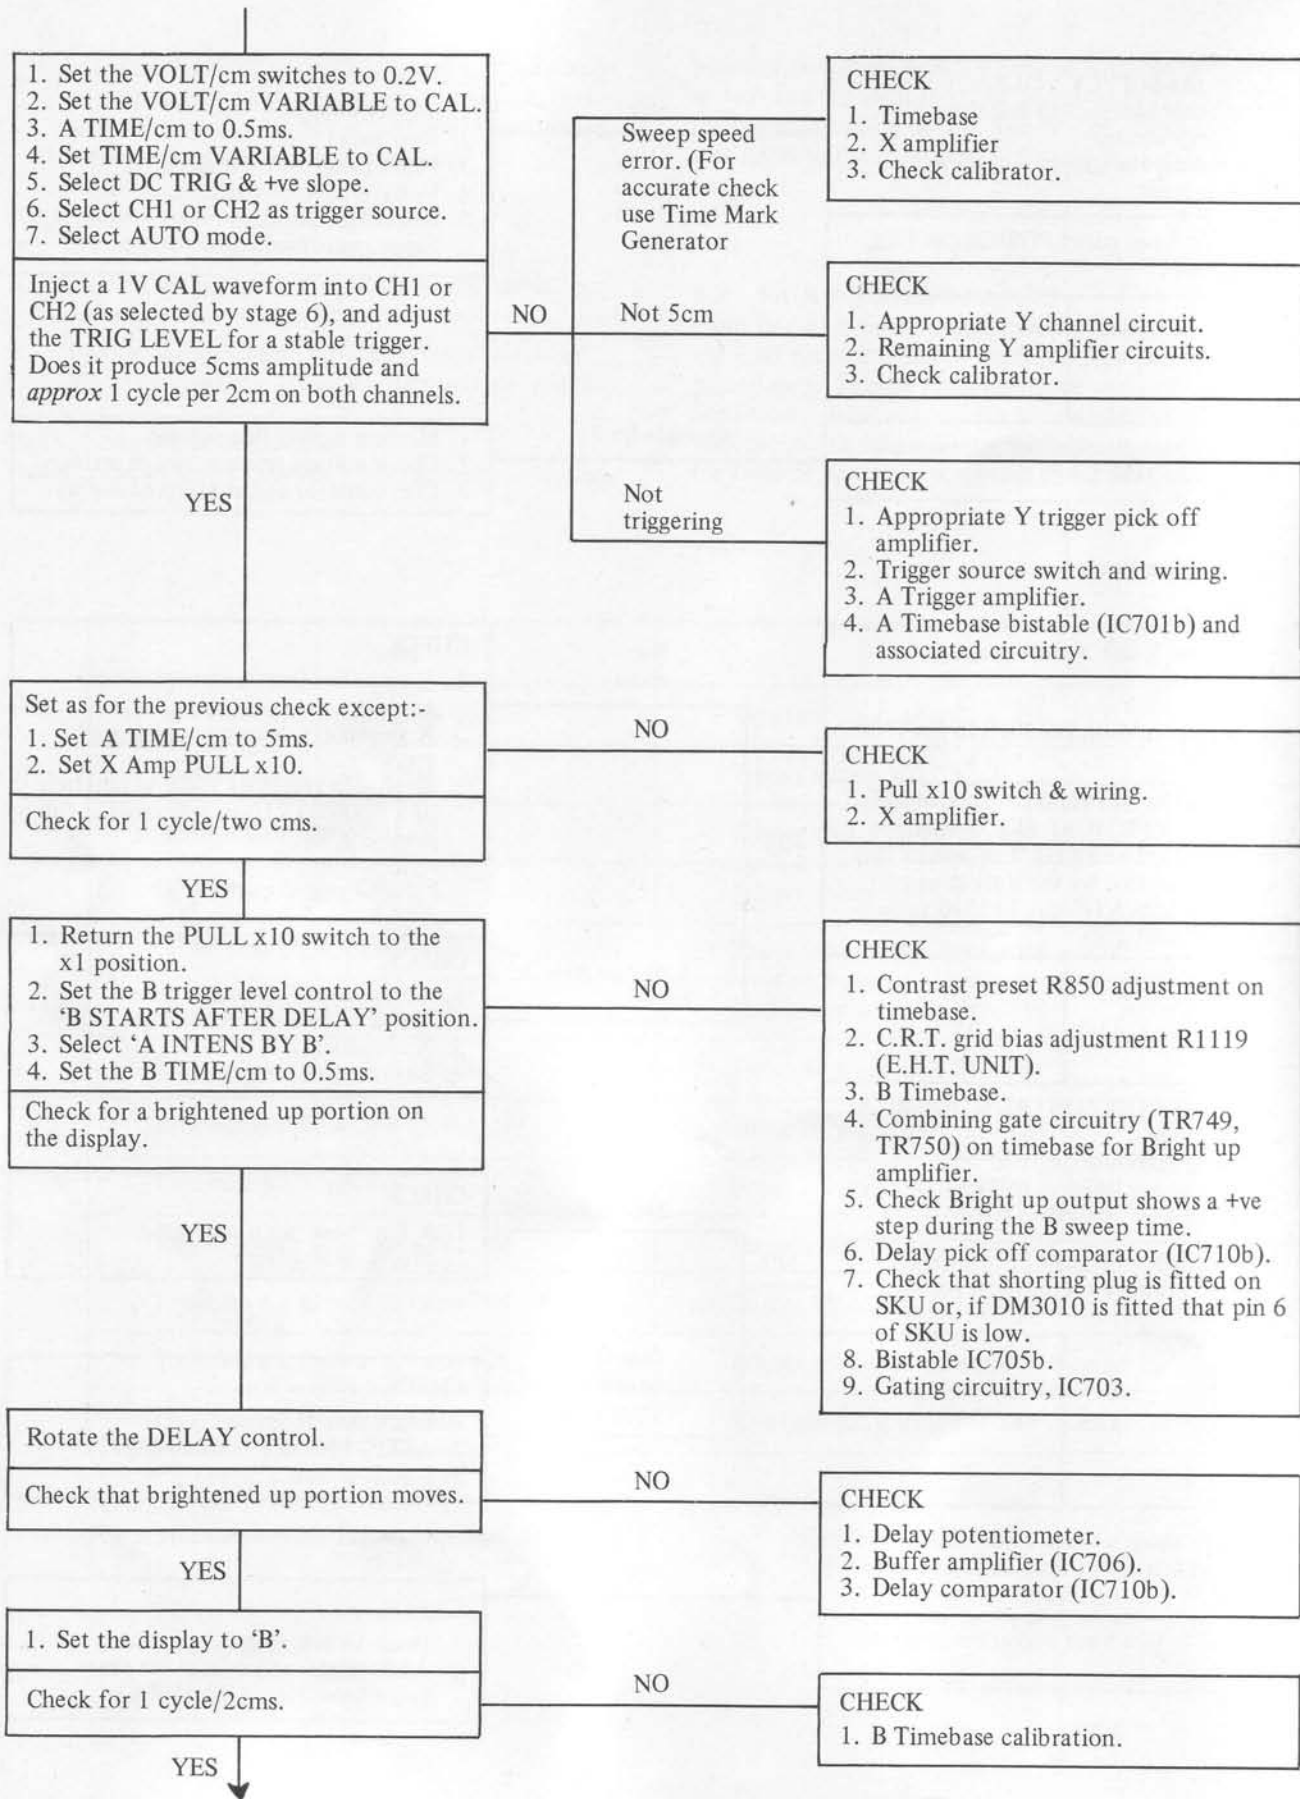 1. Set the VOLT/cm switches to 0.2V.
2. Set the VOLT/cm VARIABLE to CAL.
3. A TIME/cm to 0.5ms.
4. Set TIME/cm VARIABLE to CAL.
5. Select DC TRIG & +ve slope.
6. Select CH1 or CH2 as trigger source.
7. Select AUTO mode.
Inject a 1V CAL waveform into CH1 or
CH2 (as selected by stage 6), and adjust
the TRIG LEVEL for a stable trigger.
Does it produce 5cms amplitude and
approx 1 cycle per 2cm on both channels.
NO
Sweep speed
error. (For
accurate check
use Time Mark
Generator
CHECK
1. Timebase
2. X amplifier
3. Check calibrator.
Not 5cm
CHECK
1. Appropriate Y channel circuit.
2. Remaining Y amplifier circuits.
3. Check calibrator.
Not
triggering
CHECK
1. Appropriate Y trigger pick off
amplifier.
2. Trigger source switch and wiring.
3. A Trigger amplifier.
4. A Timebase bistable (IC701b) and
associated circuitry.
YES
Set as for the previous check except:-
1. Set A TIME/cm to 5ms.
2. Set X Amp PULL x10.
Check for 1 cycle/two cms.
NO
CHECK
1. Pull x10 switch & wiring.
2. X amplifier.
YES
1. Return the PULL x10 switch to the
x1 position.
2. Set the B trigger level control to the
‘B STARTS AFTER DELAY’ position.
3. Select ‘A INTENS BY B’.
4. Set the B TIME/cm to 0.5ms.
Check for a brightened up portion on
the display.
NO
CHECK
1. Contrast preset R850 adjustment on
timebase.
2. C.R.T. grid bias adjustment R1119
(E.H.T. UNIT).
3. B Timebase.
4. Combining gate circuitry (TR749,
TR750) on timebase for Bright up
amplifier.
5. Check Bright up output shows a +ve
step during the B sweep time.
6. Delay pick off comparator (IC710b).
7. Check that shorting plug is fitted on
SKU or, if DM3010 is fitted that pin 6
of SKU is low.
8. Bistable IC705b.
9. Gating circuitry, IC703.
YES
Rotate the DELAY control.
Check that brightened up portion moves.
NO
CHECK
1. Delay potentiometer.
2. Buffer amplifier (IC706).
3. Delay comparator (IC710b).
YES
1. Set the display to ‘B’.
Check for 1 cycle/2cms.
NO
CHECK
1. B Timebase calibration.
YES